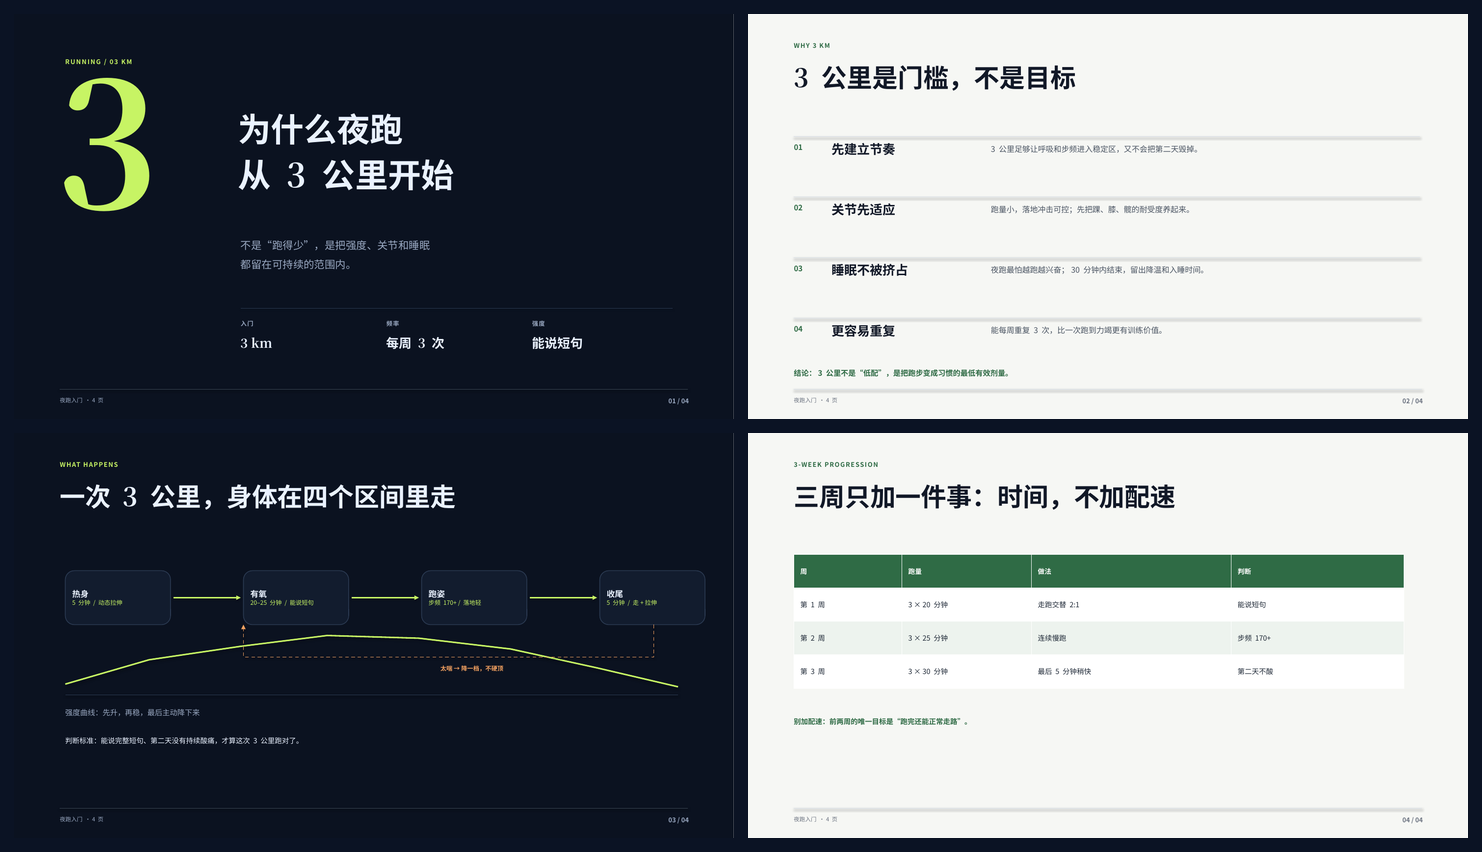 RUNNING / 03 KM
3
为什么夜跑
从 3 公里开始
不是“跑得少”，是把强度、关节和睡眠
都留在可持续的范围内。
入门
频率
强度
3 km
每周 3 次
能说短句
夜跑入门 · 4 页
01 / 04
WHY 3 KM
3 公里是门槛，不是目标
01
先建立节奏
3 公里足够让呼吸和步频进入稳定区，又不会把第二天毁掉。
02
关节先适应
跑量小，落地冲击可控；先把踝、膝、髋的耐受度养起来。
03
睡眠不被挤占
夜跑最怕越跑越兴奋；30 分钟内结束，留出降温和入睡时间。
04
更容易重复
能每周重复 3 次，比一次跑到力竭更有训练价值。
结论：3 公里不是“低配”，是把跑步变成习惯的最低有效剂量。
夜跑入门 · 4 页
02 / 04
WHAT HAPPENS
一次 3 公里，身体在四个区间里走
热身
5 分钟 / 动态拉伸
有氧
20-25 分钟 / 能说短句
跑姿
步频 170+ / 落地轻
收尾
5 分钟 / 走+拉伸
太喘 → 降一档，不硬顶
强度曲线：先升，再稳，最后主动降下来
判断标准：能说完整短句、第二天没有持续酸痛，才算这次 3 公里跑对了。
夜跑入门 · 4 页
03 / 04
3-WEEK PROGRESSION
三周只加一件事：时间，不加配速
周
跑量
做法
判断
第 1 周
3 × 20 分钟
走跑交替 2:1
能说短句
第 2 周
3 × 25 分钟
连续慢跑
步频 170+
第 3 周
3 × 30 分钟
最后 5 分钟稍快
第二天不酸
别加配速：前两周的唯一目标是“跑完还能正常走路”。
夜跑入门 · 4 页
04 / 04